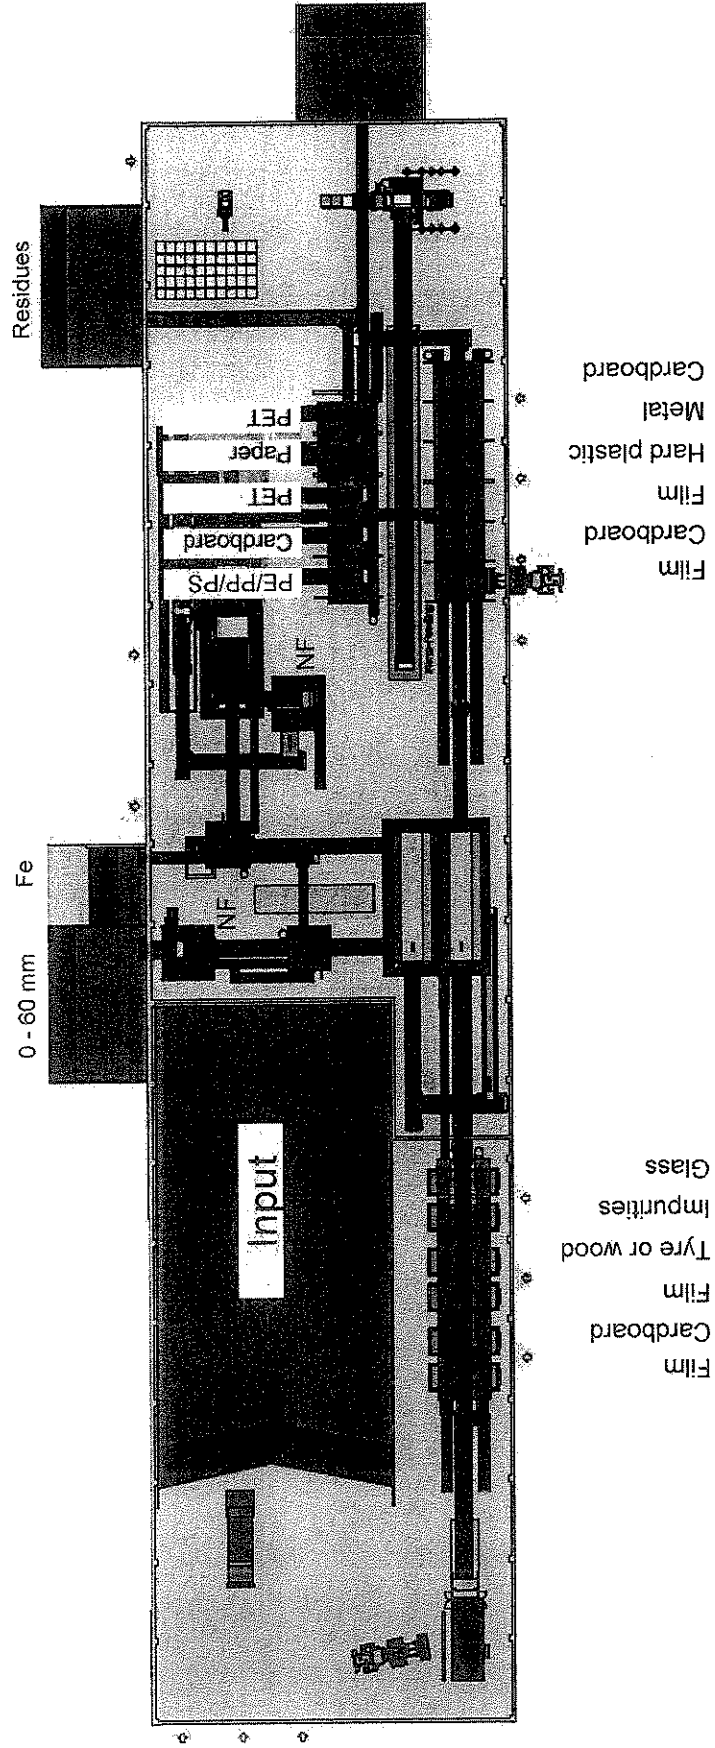 Residues
0 - 60 mm
Fe
PET
Paper
PET
Cardboard
PE/PP/PS
NF
NF
Input
Cardboard
Metal
Hard plastic
Film
Cardboard
Film
Glass
Impurities
Tyre or wood
Film
Cardboard
Film